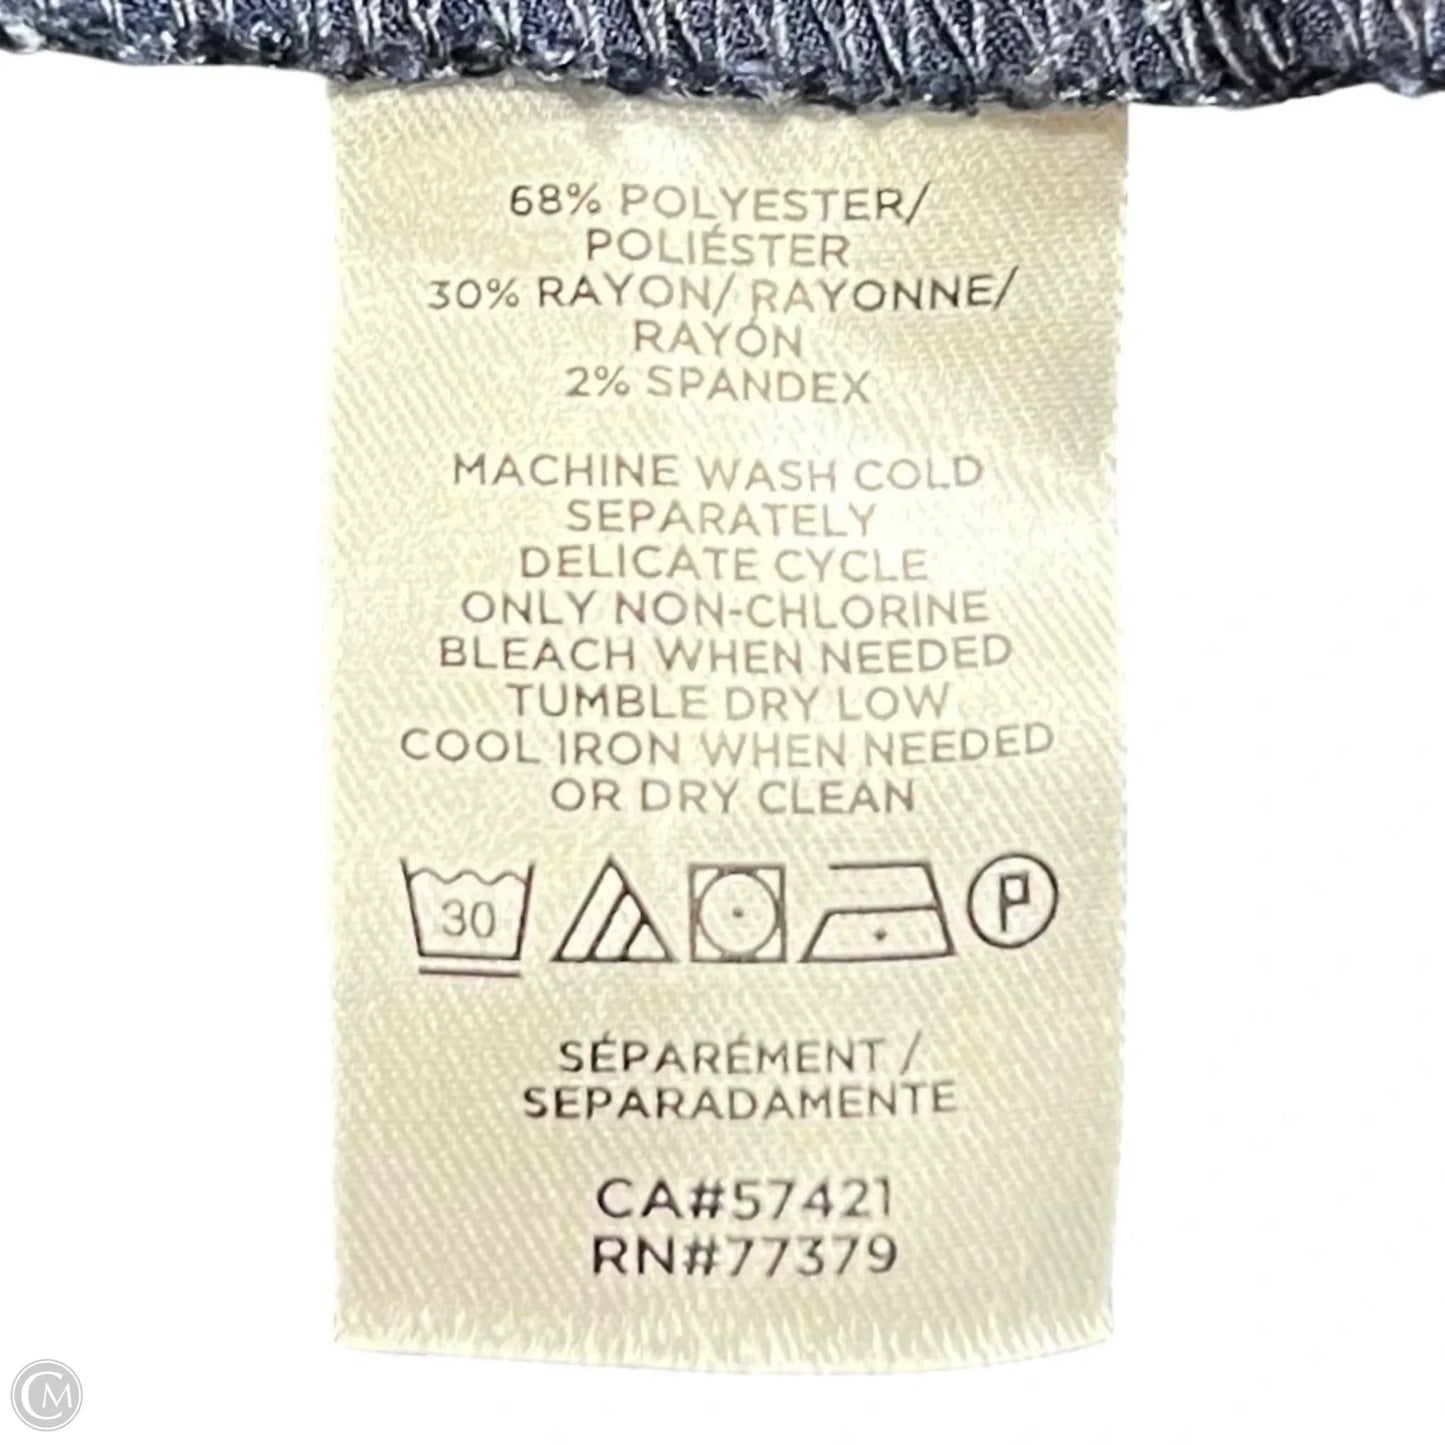 68% POLYESTER/
POLIÉSTER
30% RAYON/ RAYONNE/
RAYÓN
2% SPANDEX
MACHINE WASH COLD
SEPARATELY
DELICATE CYCLE
ONLY NON-CHLORINE
BLEACH WHEN NEEDED
TUMBLE DRY LOW
COOL IRON WHEN NEEDED
OR DRY CLEAN
30 P
SÉPARÉMENT /
SEPARADAMENTE
CA#57421
RN#77379
CM